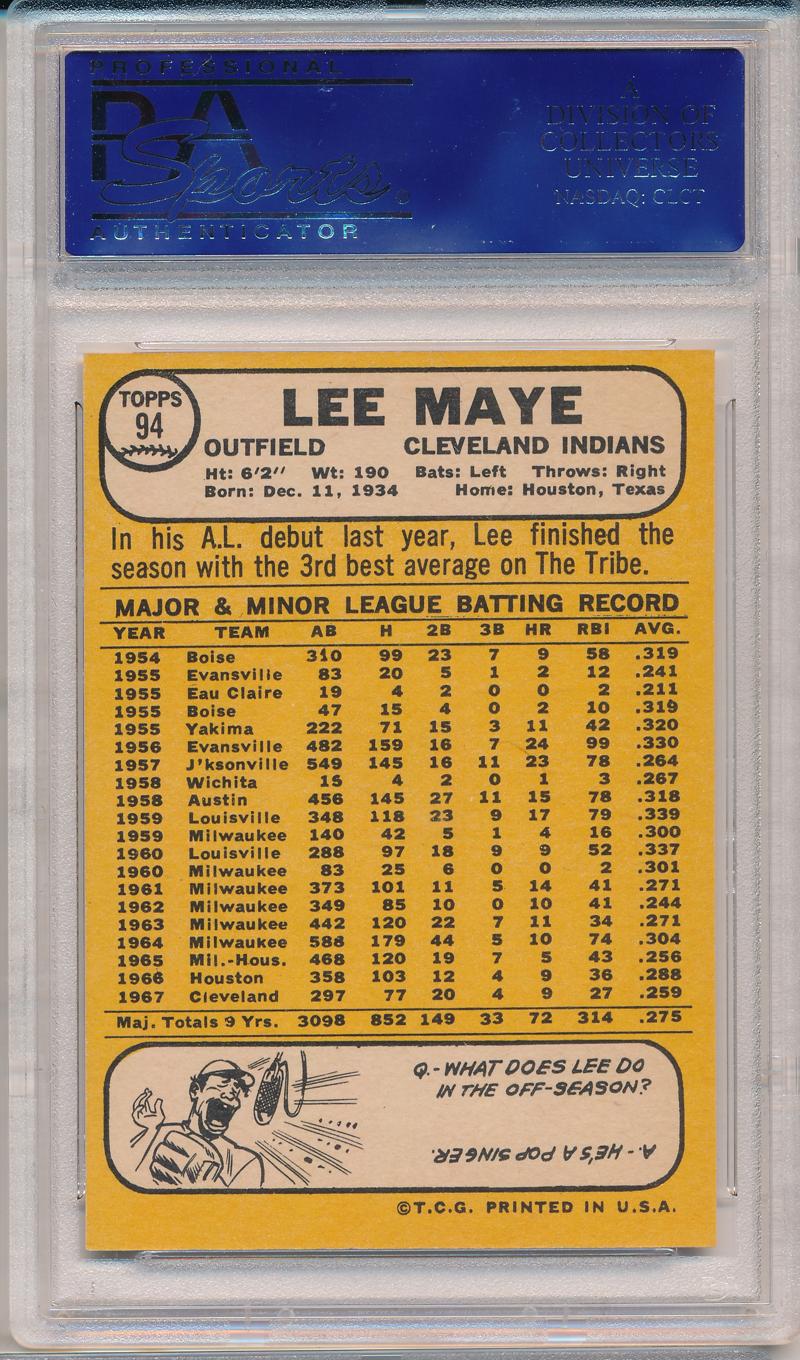 PROFESSIONAL
PSA
Sports
AUTHENTICATOR
A
DIVISION OF
COLLECTORS
UNIVERSE
NASDAQ: CLCT
TOPPS
94
LEE MAYE
OUTFIELD CLEVELAND INDIANS
Ht: 6'2" Wt: 190 Bats: Left Throws: Right
Born: Dec. 11, 1934 Home: Houston, Texas
In his A.L. debut last year, Lee finished the
season with the 3rd best average on The Tribe.
MAJOR & MINOR LEAGUE BATTING RECORD
YEAR TEAM AB H 2B 3B HR RBI AVG.
1954 Boise 310 99 23 7 9 58 .319
1955 Evansville 83 20 5 1 2 12 .241
1955 Eau Claire 19 4 2 0 0 2 .211
1955 Boise 47 15 4 0 2 10 .319
1955 Yakima 222 71 15 3 11 42 .320
1956 Evansville 482 159 16 7 24 99 .330
1957 J'ksonville 549 145 16 11 23 78 .264
1958 Wichita 15 4 2 0 1 3 .267
1958 Austin 456 145 27 11 15 78 .318
1959 Louisville 348 118 23 9 17 79 .339
1959 Milwaukee 140 42 5 1 4 16 .300
1960 Louisville 288 97 18 9 9 52 .337
1960 Milwaukee 83 25 6 0 0 2 .301
1961 Milwaukee 373 101 11 5 14 41 .271
1962 Milwaukee 349 85 10 0 10 41 .244
1963 Milwaukee 442 120 22 7 11 34 .271
1964 Milwaukee 588 179 44 5 10 74 .304
1965 Mil.-Hous. 468 120 19 7 5 43 .256
1966 Houston 358 103 12 4 9 36 .288
1967 Cleveland 297 77 20 4 9 27 .259
Maj. Totals 9 Yrs. 3098 852 149 33 72 314 .275
Q.- WHAT DOES LEE DO
IN THE OFF-SEASON?
A.- HE'S A POP SINGER.
©T.C.G. PRINTED IN U.S.A.